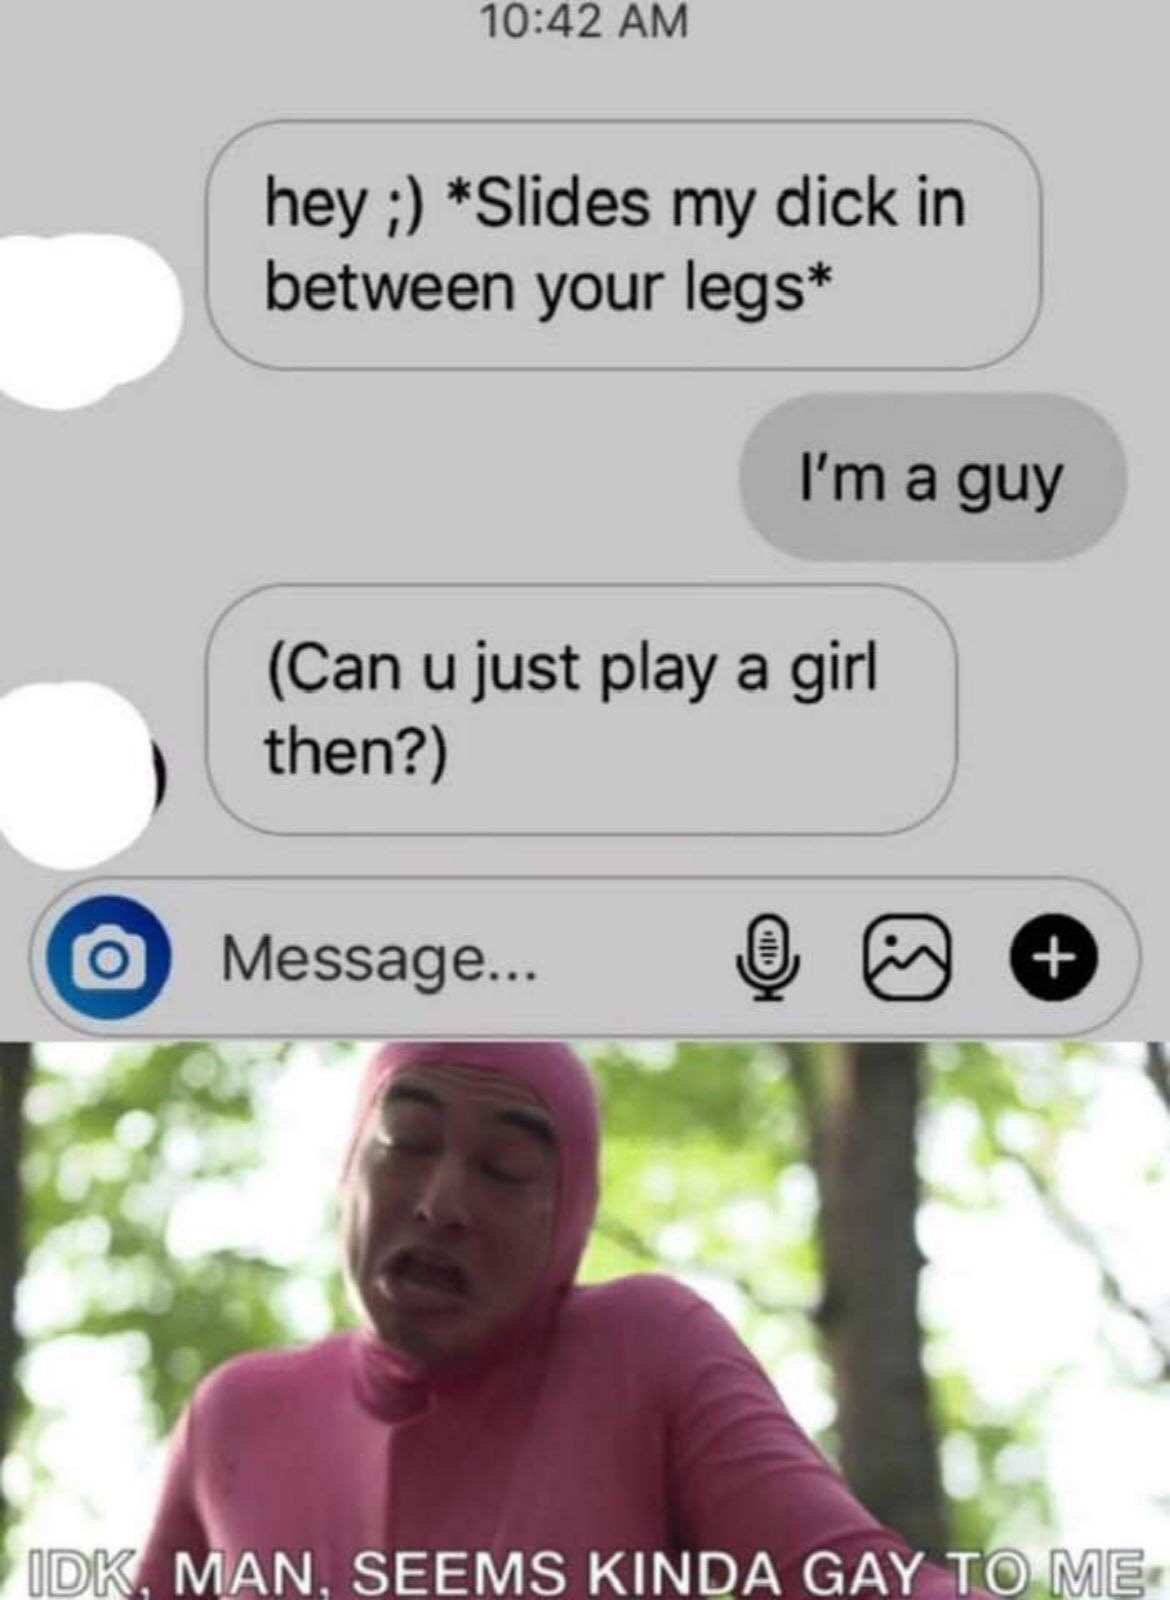 10:42 AM
hey ;) *Slides my dick in
between your legs*
I'm a guy
(Can u just play a girl
then?)
Message...
IDK, MAN, SEEMS KINDA GAY TO ME